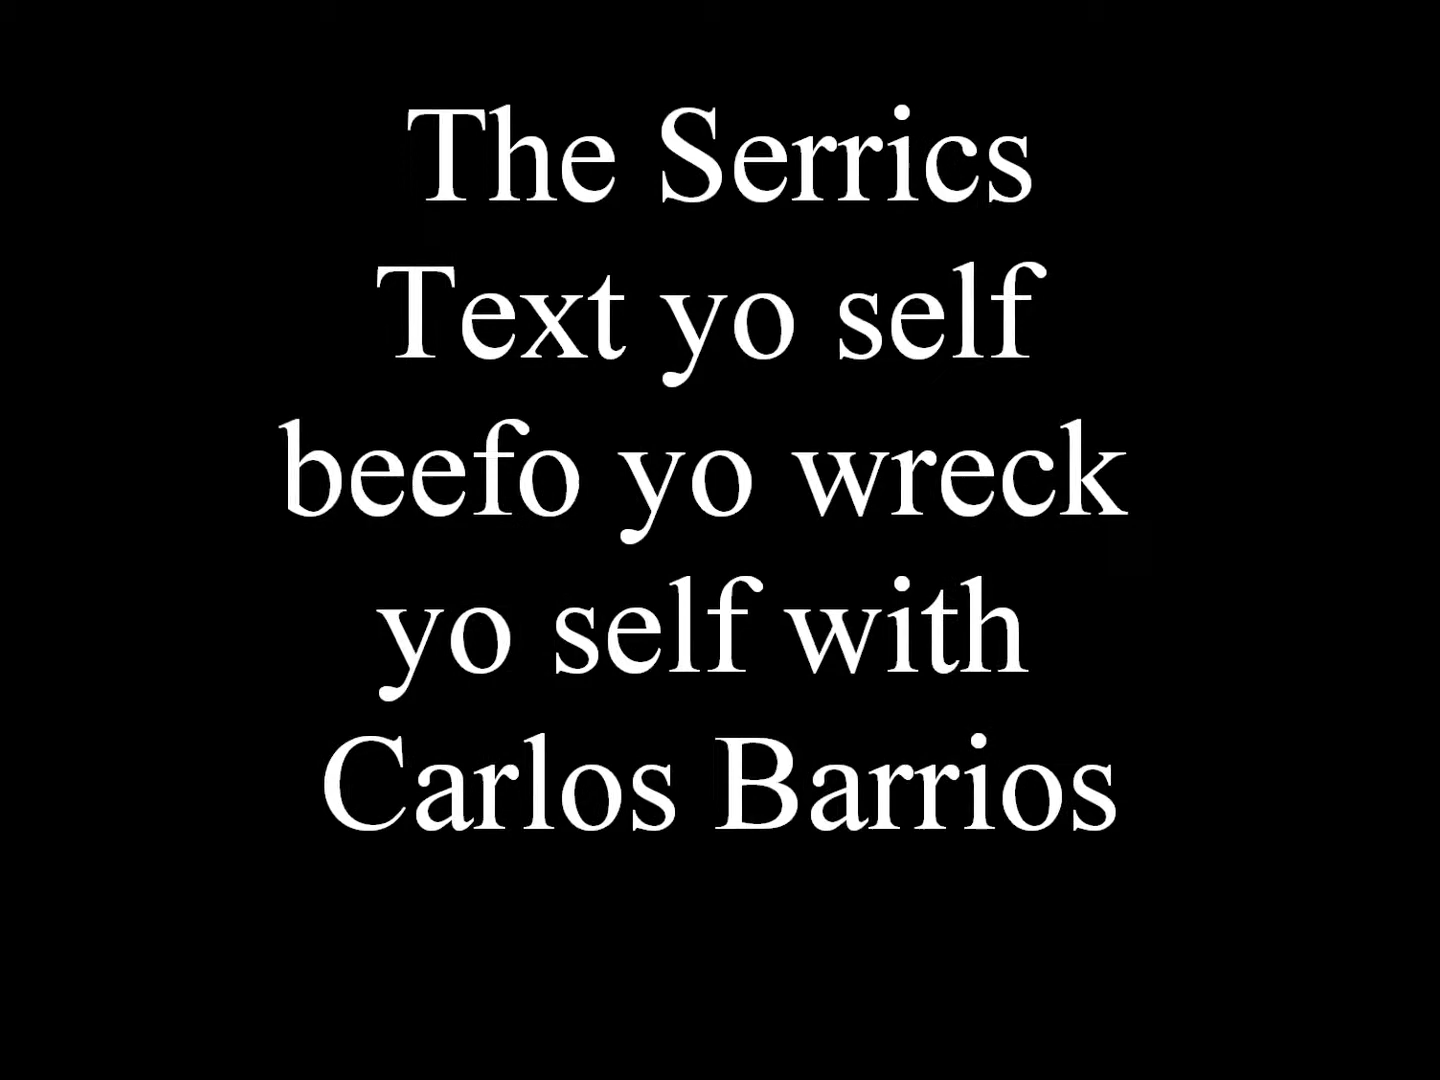 The Serrics
Text yo self
beefo yo wreck
yo self with
Carlos Barrios